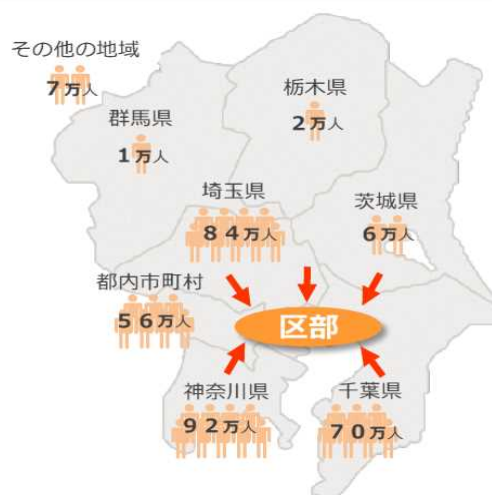 その他の地域
7万人
群馬県
1万人
栃木県
2万人
埼玉県
84万人
茨城県
6万人
都内市町村
56万人
区部
神奈川県
92万人
千葉県
70万人